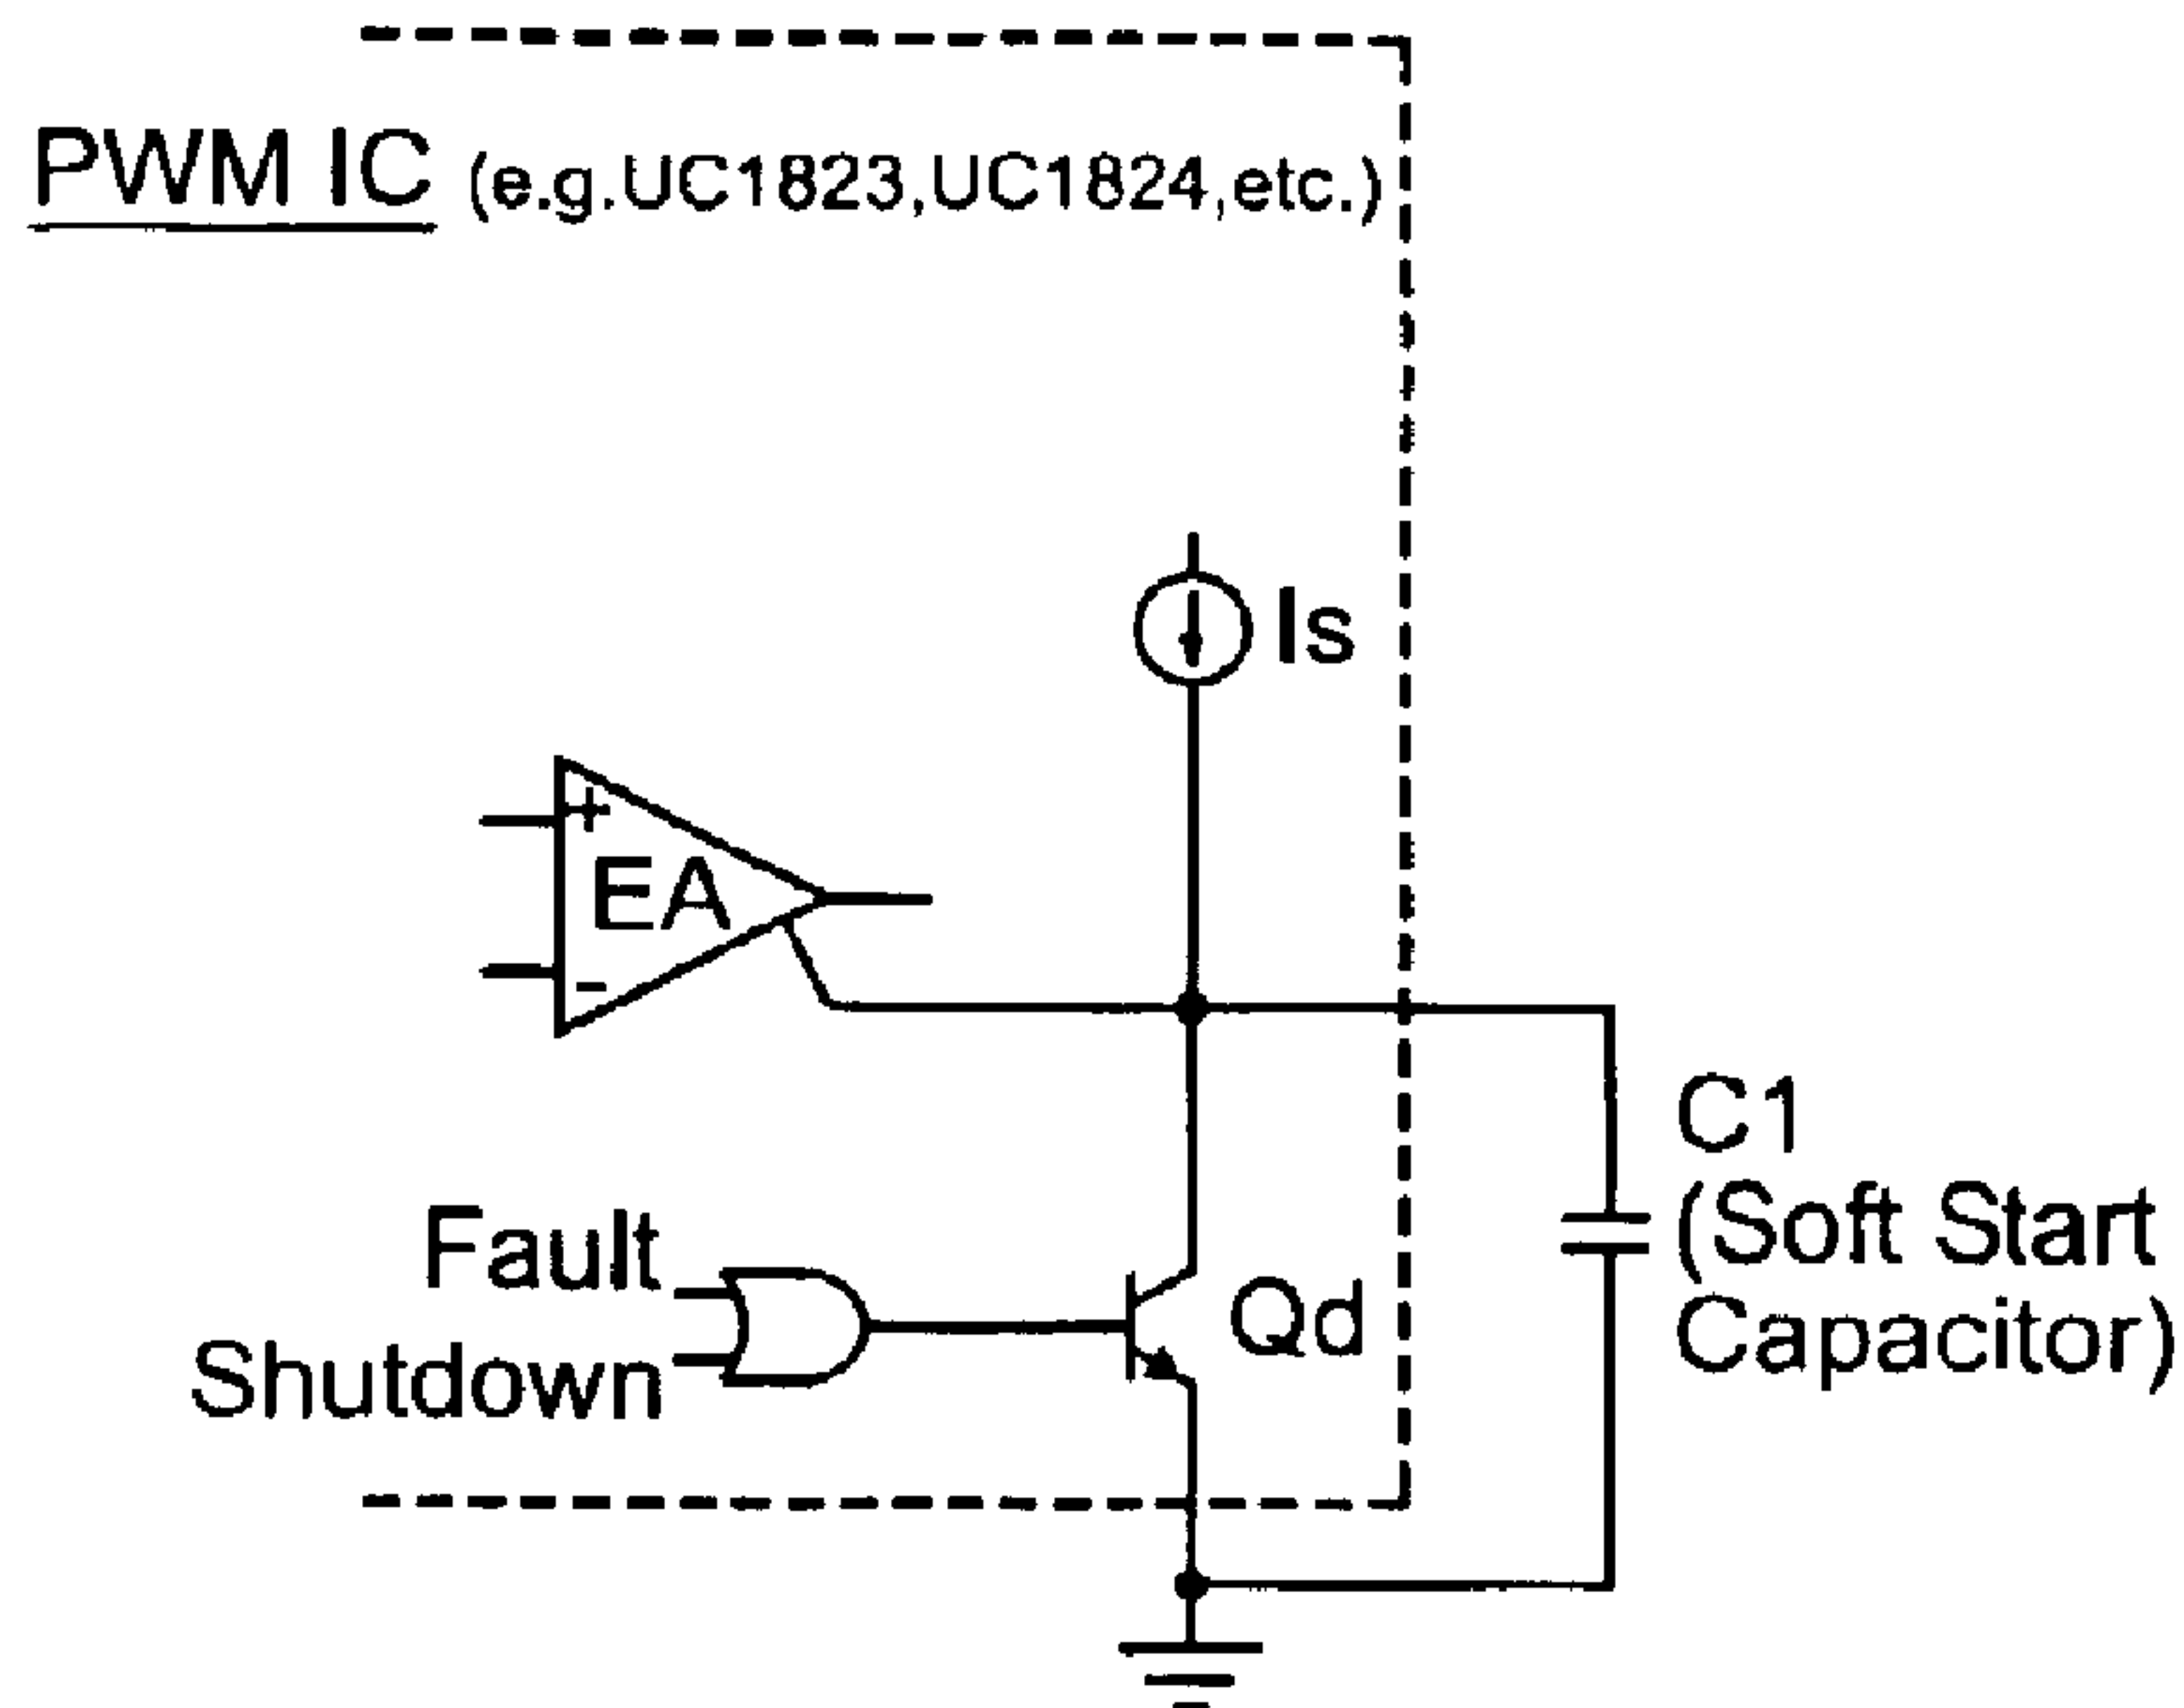 PWM IC (e.g.UC1823,UC1824,etc.)
Is
+
EA
-
C1
(Soft Start
Capacitor)
Fault
Shutdown
Qd